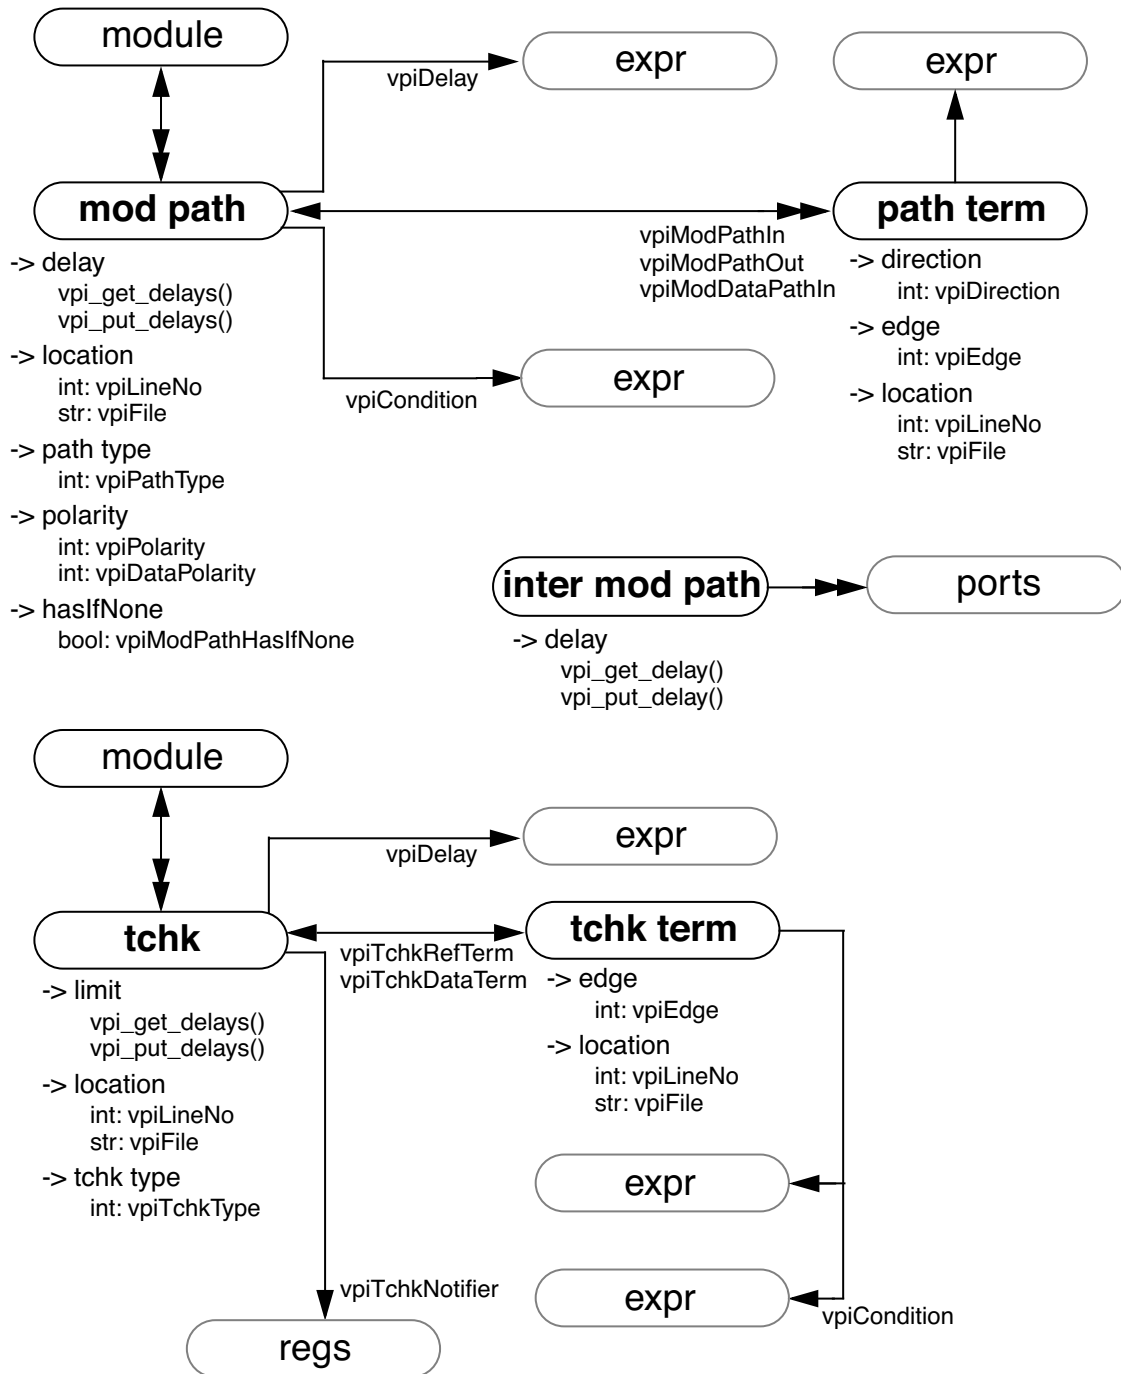 module
expr
expr
vpiDelay
mod path
path term
vpiModPathIn
vpiModPathOut
vpiModDataPathIn
-> delay
vpi_get_delays()
vpi_put_delays()
-> location
int: vpiLineNo
str: vpiFile
-> path type
int: vpiPathType
-> polarity
int: vpiPolarity
int: vpiDataPolarity
-> hasIfNone
bool: vpiModPathHasIfNone
-> direction
int: vpiDirection
-> edge
int: vpiEdge
-> location
int: vpiLineNo
str: vpiFile
expr
vpiCondition
inter mod path
ports
-> delay
vpi_get_delay()
vpi_put_delay()
module
expr
vpiDelay
tchk
tchk term
vpiTchkRefTerm
vpiTchkDataTerm
-> limit
vpi_get_delays()
vpi_put_delays()
-> location
int: vpiLineNo
str: vpiFile
-> tchk type
int: vpiTchkType
-> edge
int: vpiEdge
-> location
int: vpiLineNo
str: vpiFile
expr
vpiTchkNotifier
expr
vpiCondition
regs